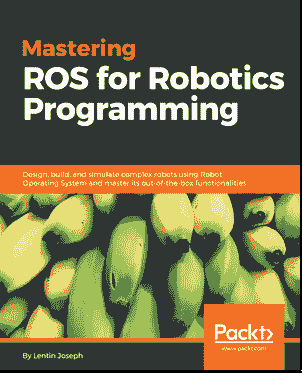 Mastering
ROS for Robotics
Programming
Design, build, and simulate complex robots using Robot
Operating System and master its out-of-the-box functionalities
Packt>
www.packt.com
By Lentin Joseph